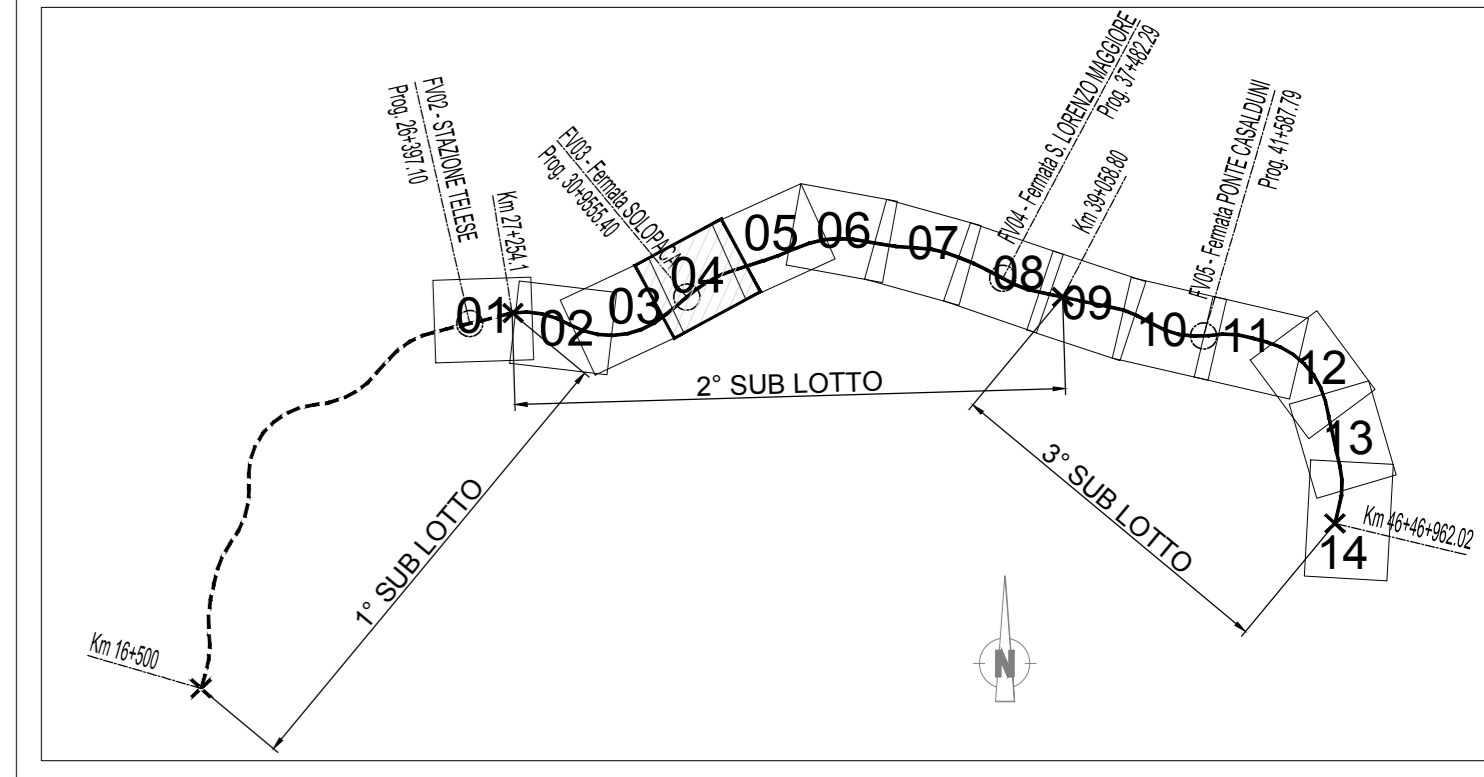 FV02 - STAZIONE TELESE
Prog. 26+397.10
Km 27+254.1
FV03 - Fermata SOLOPACA
Prog. 30+9555.40
FV04 - Fermata S. LORENZO MAGGIORE
Prog. 37+482.29
Km 39+058.80
FV05 - Fermata PONTE CASALDUNI
Prog. 41+587.79
01
02
03
04
05
06
07
08
09
10
11
12
13
14
1° SUB LOTTO
2° SUB LOTTO
3° SUB LOTTO
Km 16+500
Km 46+46+962.02
N